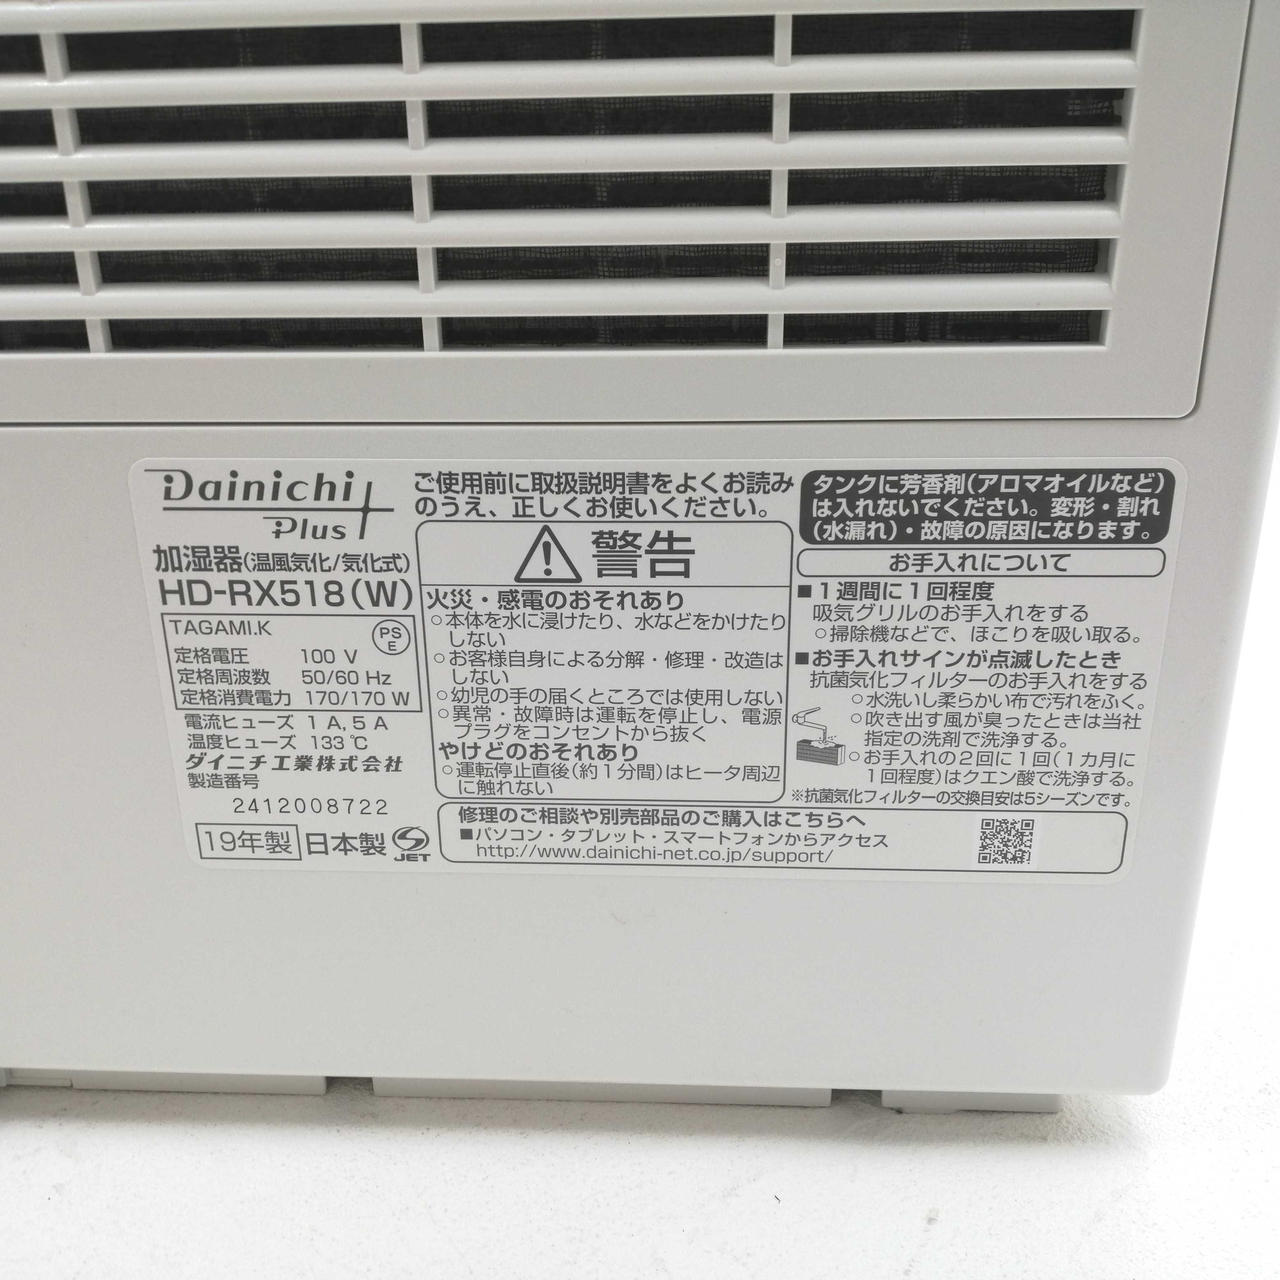 Dainichi
Plus
加湿器(温風気化/気化式)
HD-RX518(W)
TAGAMI.K
PS
E
定格電圧 100 V
定格周波数 50/60 Hz
定格消費電力 170/170 W
電流ヒューズ 1 A, 5 A
温度ヒューズ 133℃
ダイニチ工業株式会社
製造番号
2412008722
19年製 日本製 JET
ご使用前に取扱説明書をよくお読み
のうえ、正しくお使いください。
警告
火災・感電のおそれあり
○本体を水に浸けたり、水などをかけたり
しない
○お客様自身による分解・修理・改造は
しない
○幼児の手の届くところでは使用しない
○異常・故障時は運転を停止し、電源
プラグをコンセントから抜く
やけどのおそれあり
○運転停止直後(約1分間)はヒータ周辺
に触れない
タンクに芳香剤(アロマオイルなど)
は入れないでください。変形・割れ
(水漏れ)・故障の原因になります。
お手入れについて
■1週間に1回程度
吸気グリルのお手入れをする
○掃除機などで、ほこりを吸い取る。
■お手入れサインが点滅したとき
抗菌気化フィルターのお手入れをする
○水洗いし柔らかい布で汚れをふく。
○吹き出す風が臭ったときは当社
指定の洗剤で洗浄する。
○お手入れの2回に1回(1カ月に
1回程度)はクエン酸で洗浄する。
※抗菌気化フィルターの交換目安は5シーズンです。
修理のご相談や別売部品のご購入はこちらへ
■パソコン・タブレット・スマートフォンからアクセス
http://www.dainichi-net.co.jp/support/